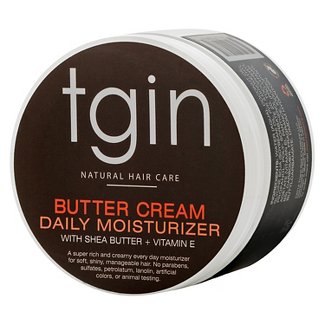 tgin
NATURAL HAIR CARE
BUTTER CREAM
DAILY MOISTURIZER
WITH SHEA BUTTER + VITAMIN E
A super rich and creamy every day moisturizer
for soft, shiny, manageable hair. No parabens,
sulfates, petrolatum, lanolin, artificial
colors, or animal testing.